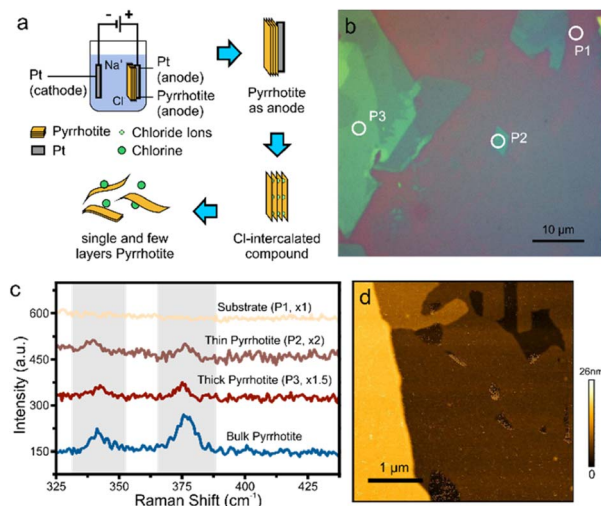 a
− +
Pt
(cathode)
Na⁺
Cl
Pt
(anode)
Pyrrhotite
(anode)
Pyrrhotite
as anode
Pyrrhotite
Chloride Ions
Pt
Chlorine
single and few
layers Pyrrhotite
Cl-intercalated
compound
b
P1
P2
P3
10 μm
c
Intensity (a.u.)
600
450
300
150
Substrate (P1, x1)
Thin Pyrrhotite (P2, x2)
Thick Pyrrhotite (P3, x1.5)
Bulk Pyrrhotite
325 350 375 400 425
Raman Shift (cm⁻¹)
d
26nm
0
1 μm